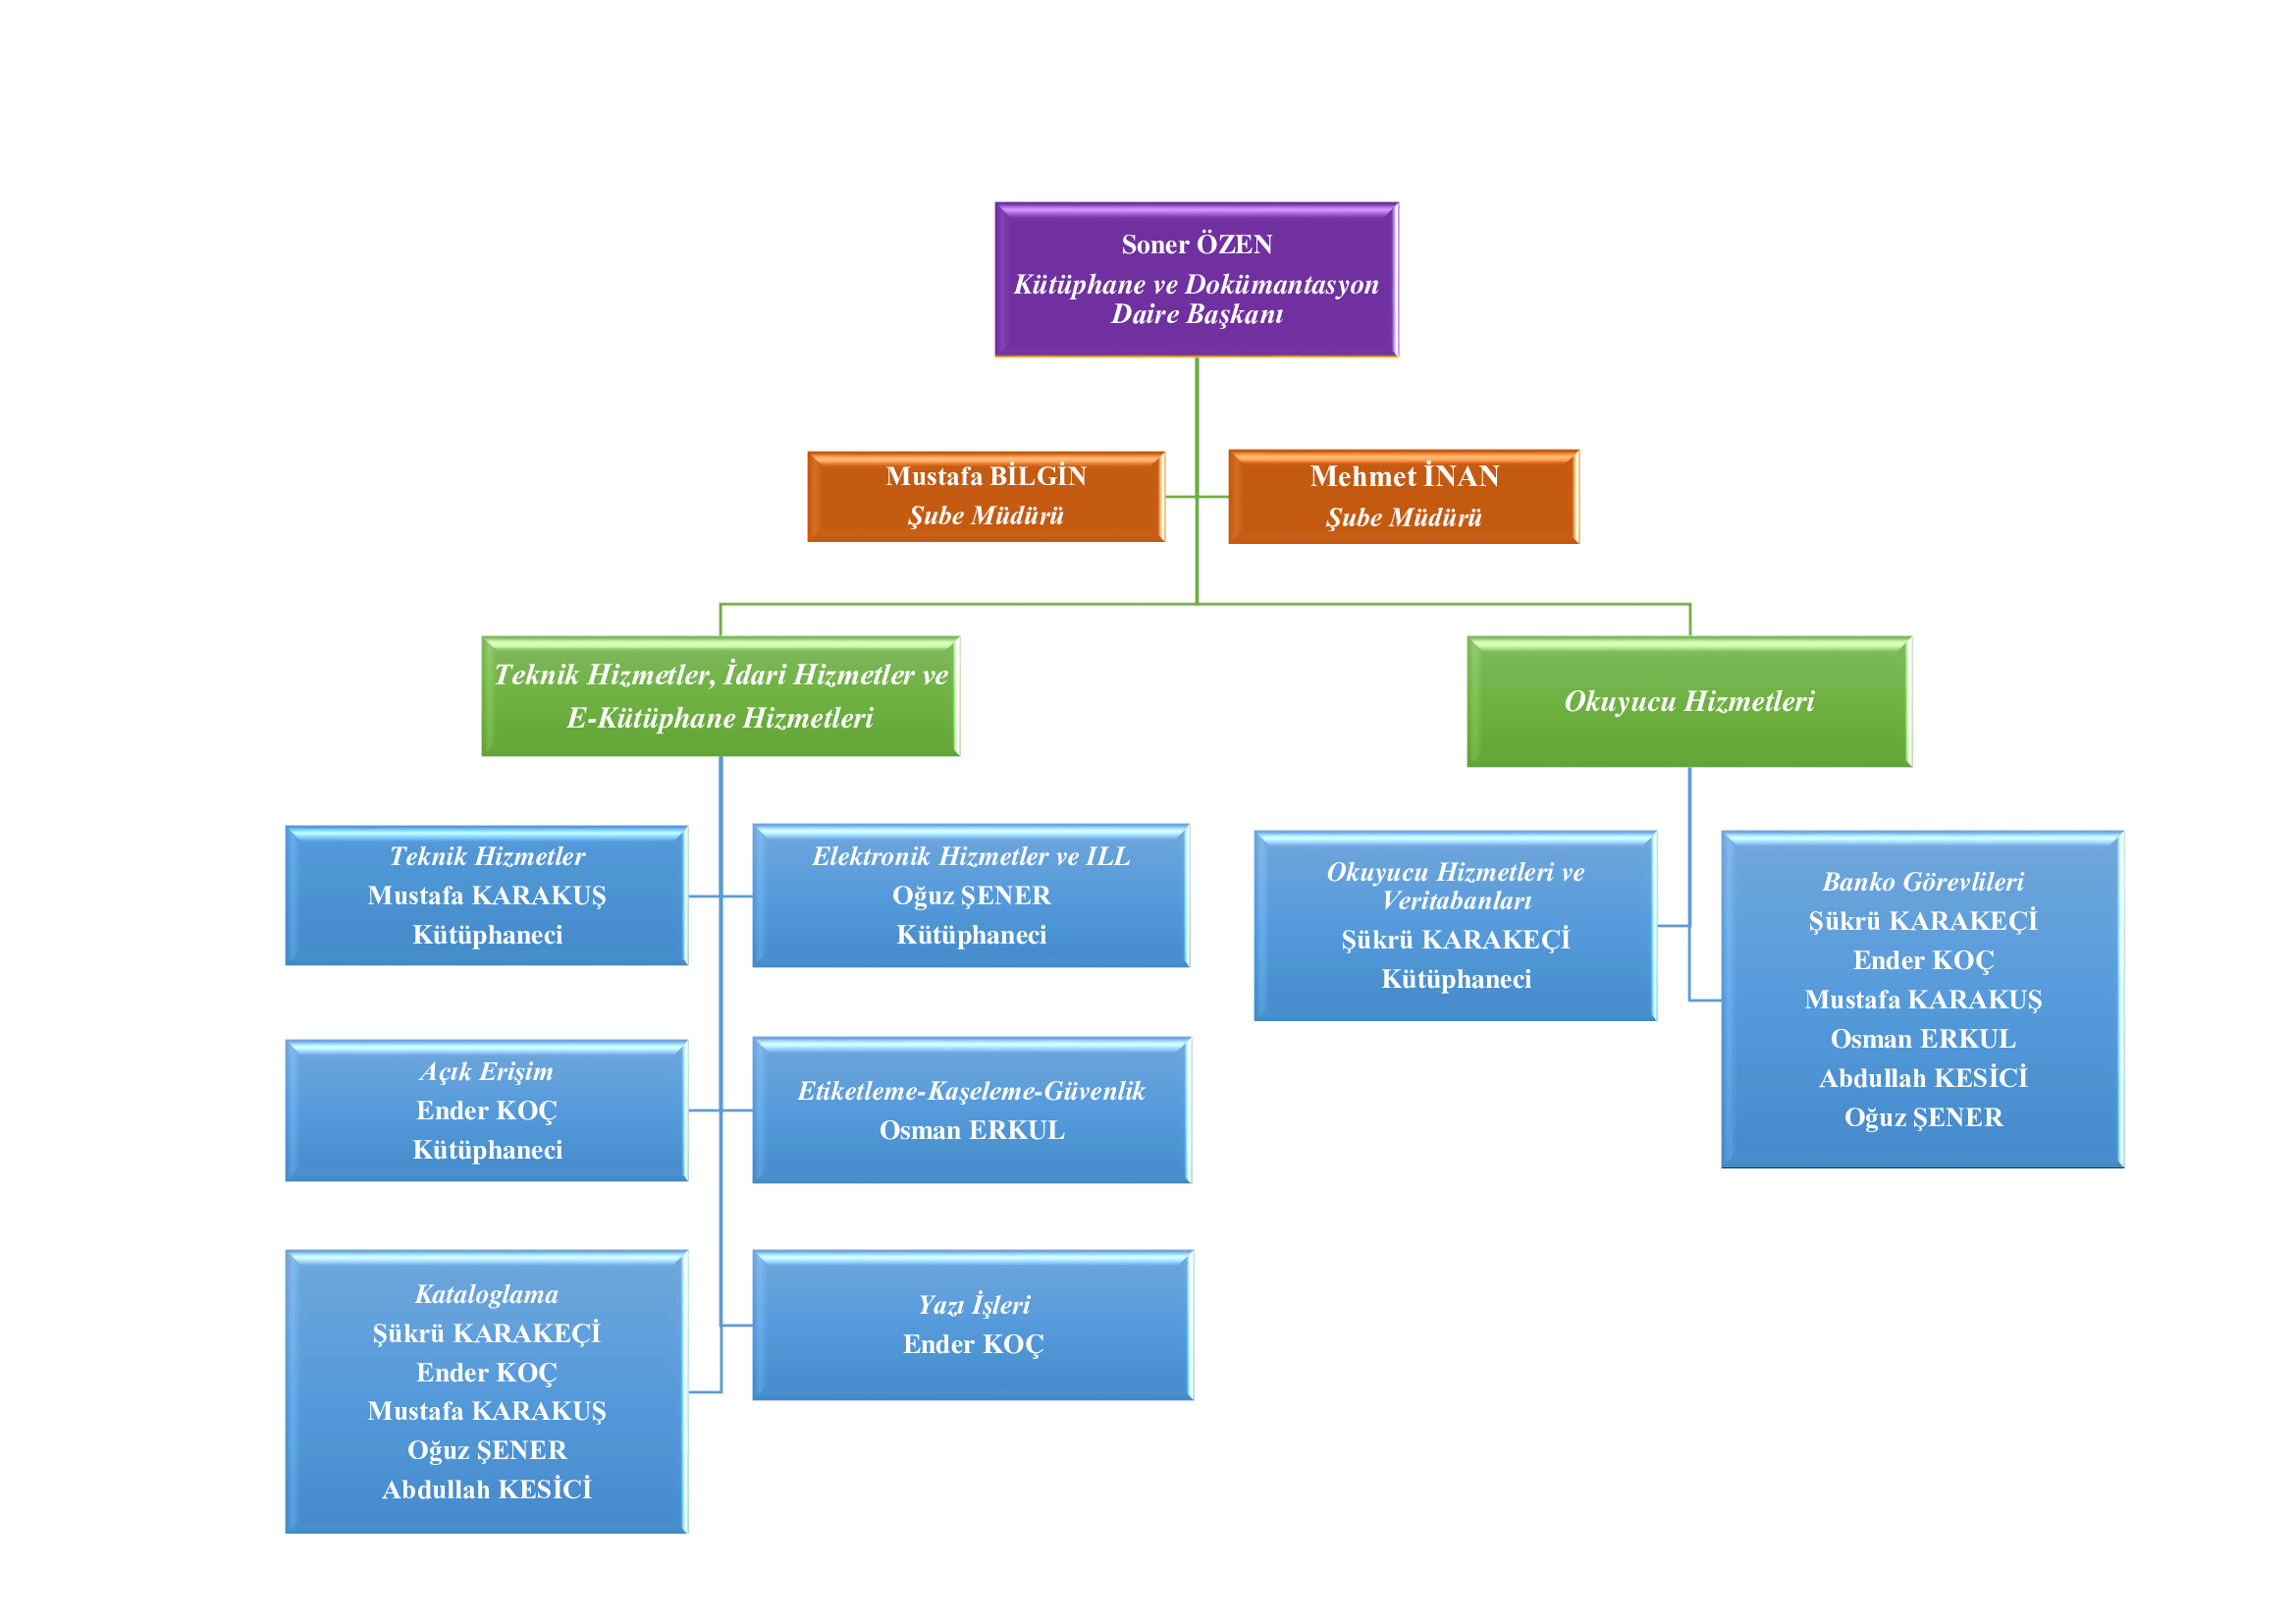 Soner ÖZEN
Kütüphane ve Dokümantasyon
Daire Başkanı
Mustafa BİLGİN
Şube Müdürü
Mehmet İNAN
Şube Müdürü
Teknik Hizmetler, İdari Hizmetler ve
E-Kütüphane Hizmetleri
Okuyucu Hizmetleri
Teknik Hizmetler
Mustafa KARAKUŞ
Kütüphaneci
Elektronik Hizmetler ve ILL
Oğuz ŞENER
Kütüphaneci
Okuyucu Hizmetleri ve
Veritabanları
Şükrü KARAKEÇİ
Kütüphaneci
Banko Görevlileri
Şükrü KARAKEÇİ
Ender KOÇ
Mustafa KARAKUŞ
Osman ERKUL
Abdullah KESİCİ
Oğuz ŞENER
Açık Erişim
Ender KOÇ
Kütüphaneci
Etiketleme-Kaşeleme-Güvenlik
Osman ERKUL
Kataloglama
Şükrü KARAKEÇİ
Ender KOÇ
Mustafa KARAKUŞ
Oğuz ŞENER
Abdullah KESİCİ
Yazı İşleri
Ender KOÇ